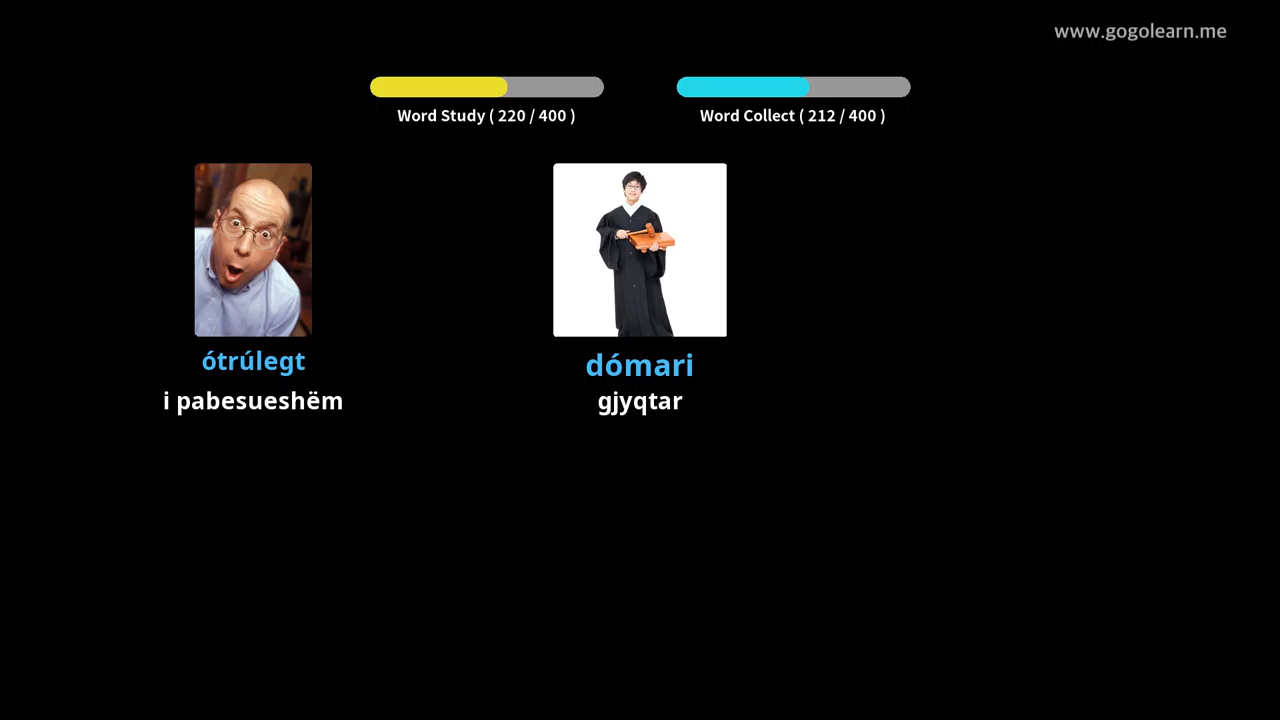 www.gogolearn.me
Word Study ( 220 / 400 )
Word Collect ( 212 / 400 )
ótrúlegt
i pabesueshëm
dómari
gjyqtar